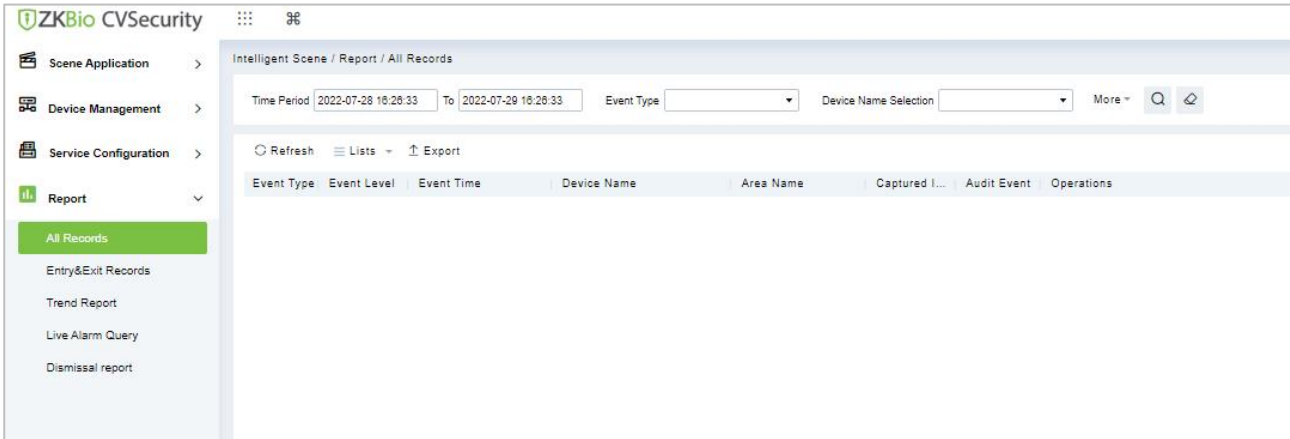 ZKBio CVSecurity
Scene Application
Device Management
Service Configuration
Report
All Records
Entry&Exit Records
Trend Report
Live Alarm Query
Dismissal report
Intelligent Scene / Report / All Records
Time Period 2022-07-28 16:26:33 To 2022-07-29 16:26:33 Event Type Device Name Selection More
Refresh Lists Export
Event Type Event Level Event Time Device Name Area Name Captured I... Audit Event Operations